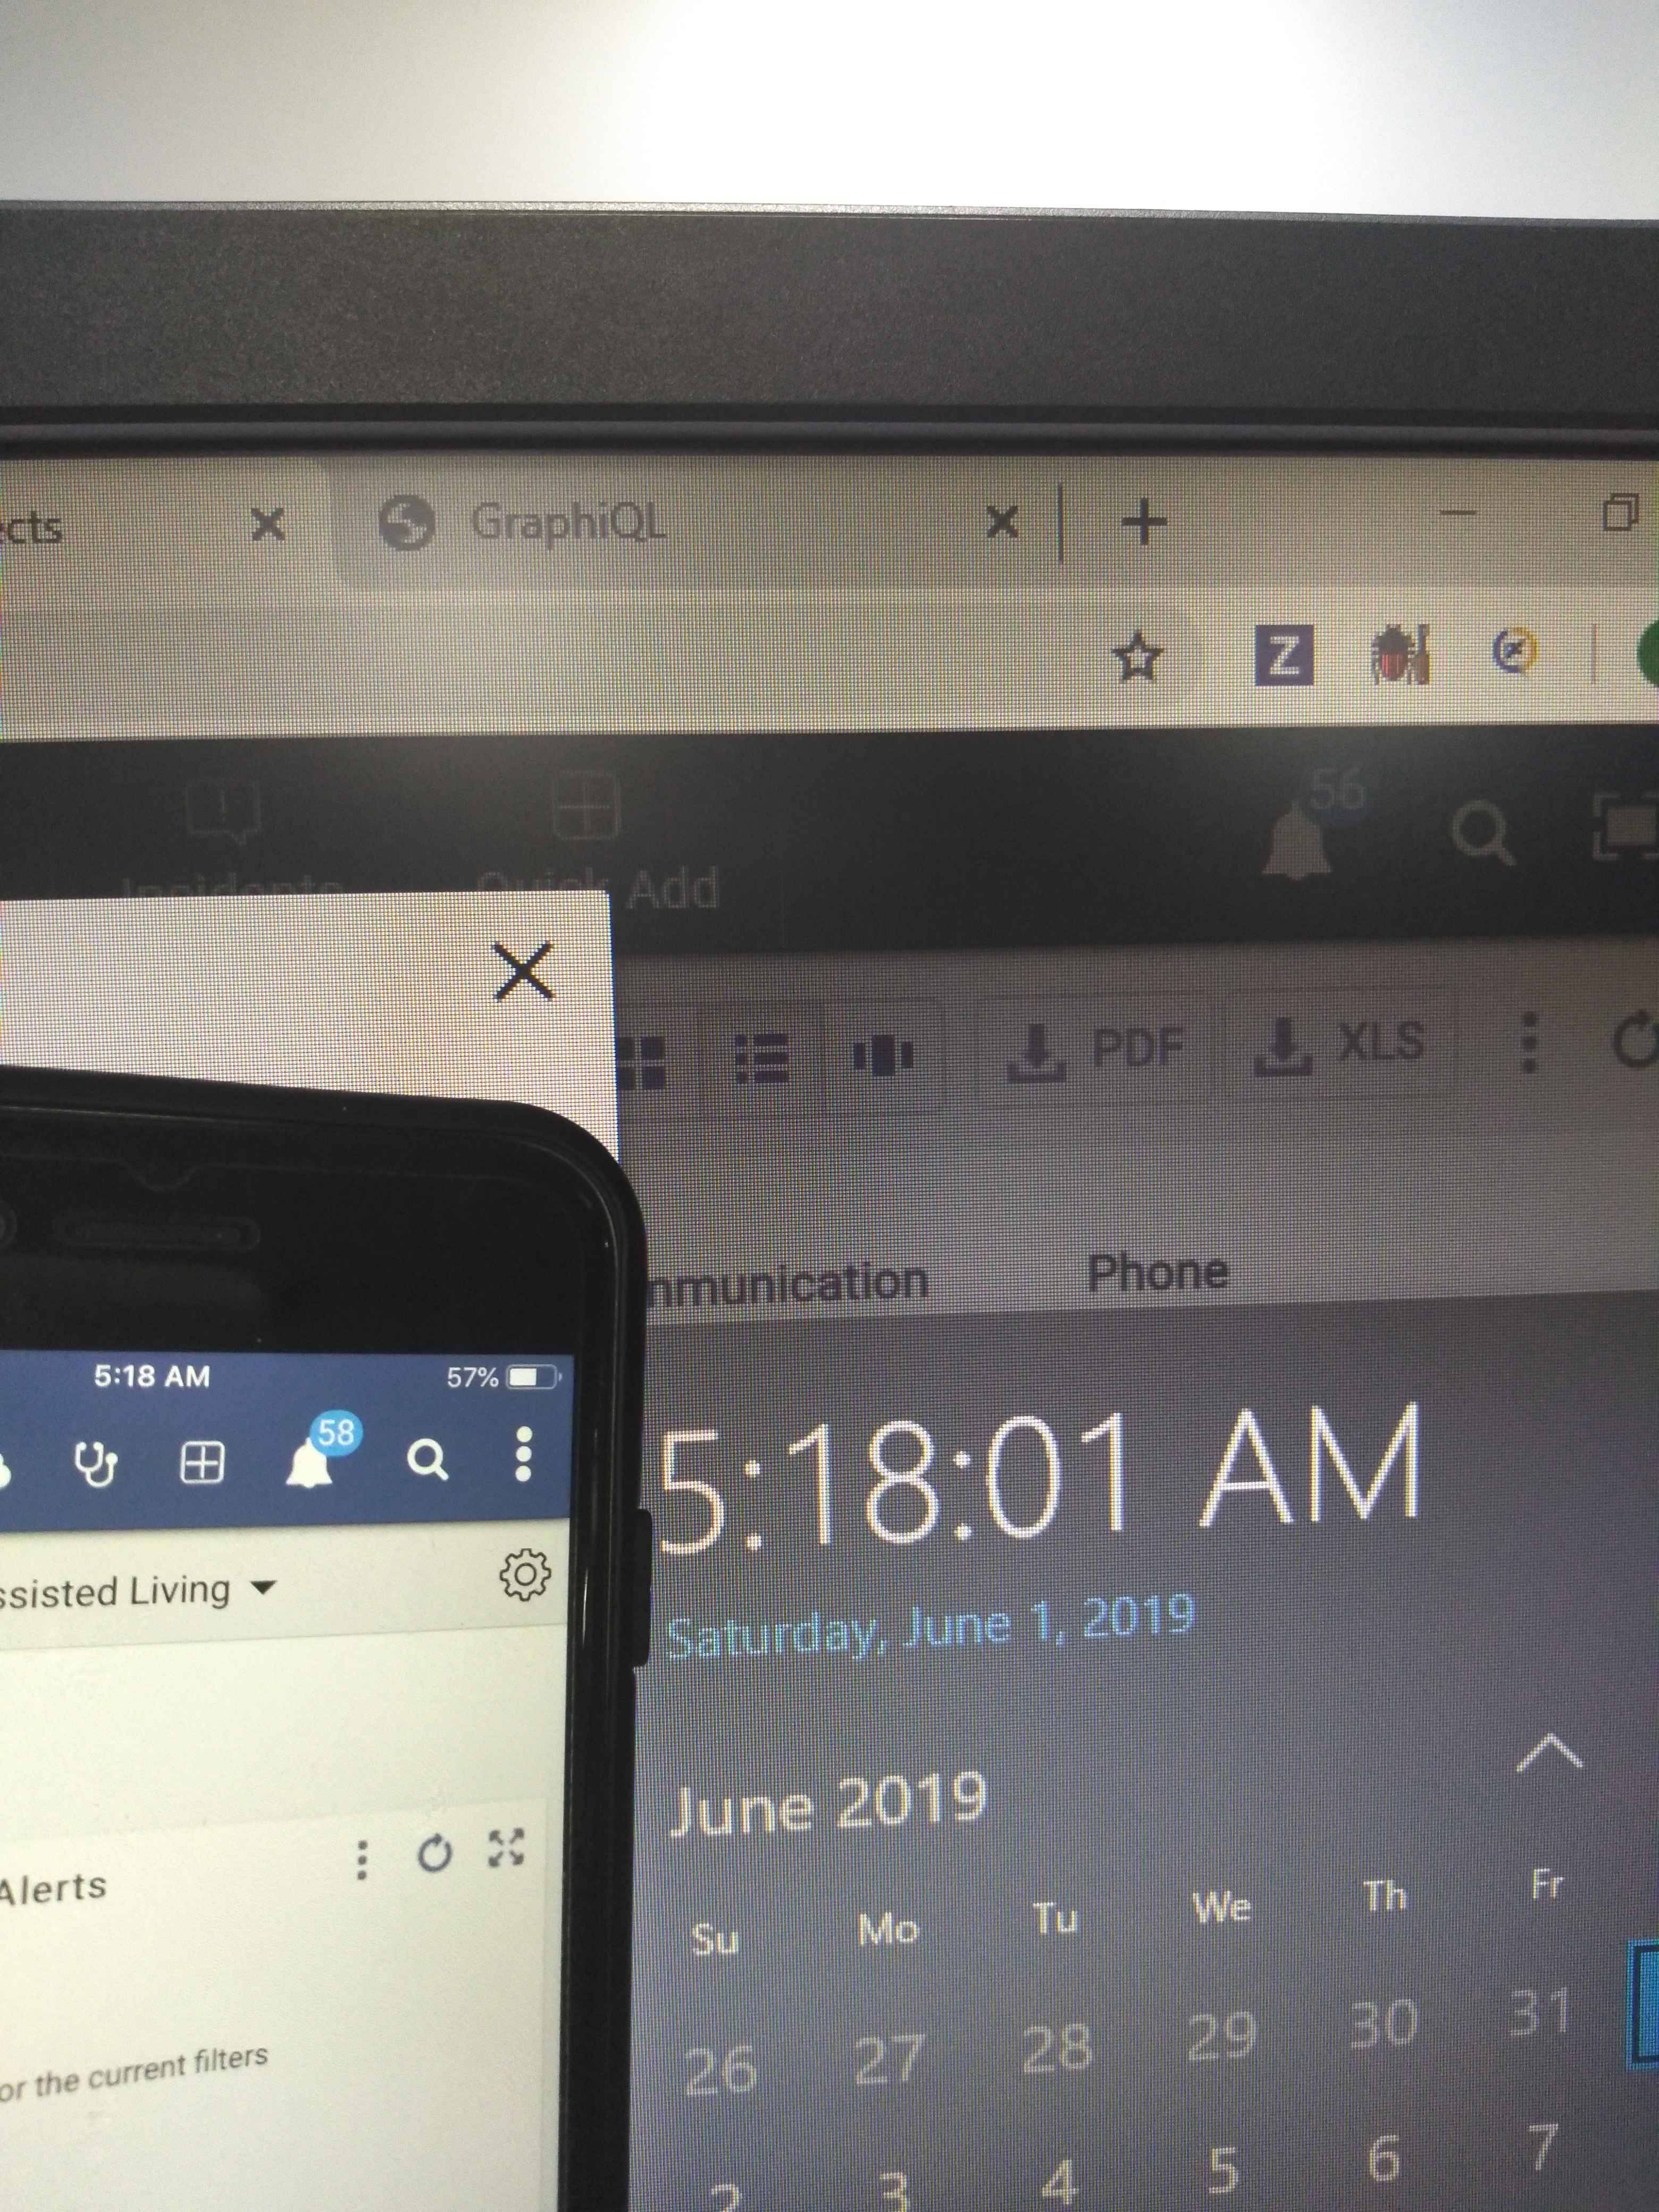 ects
GraphiQL
Z
56
Incidents
Quick Add
PDF
XLS
nmunication
Phone
5:18 AM
57%
58
ssisted Living
Alerts
or the current filters
5:18:01 AM
Saturday, June 1, 2019
June 2019
Su Mo Tu We Th Fr
26 27 28 29 30 31
2 3 4 5 6 7